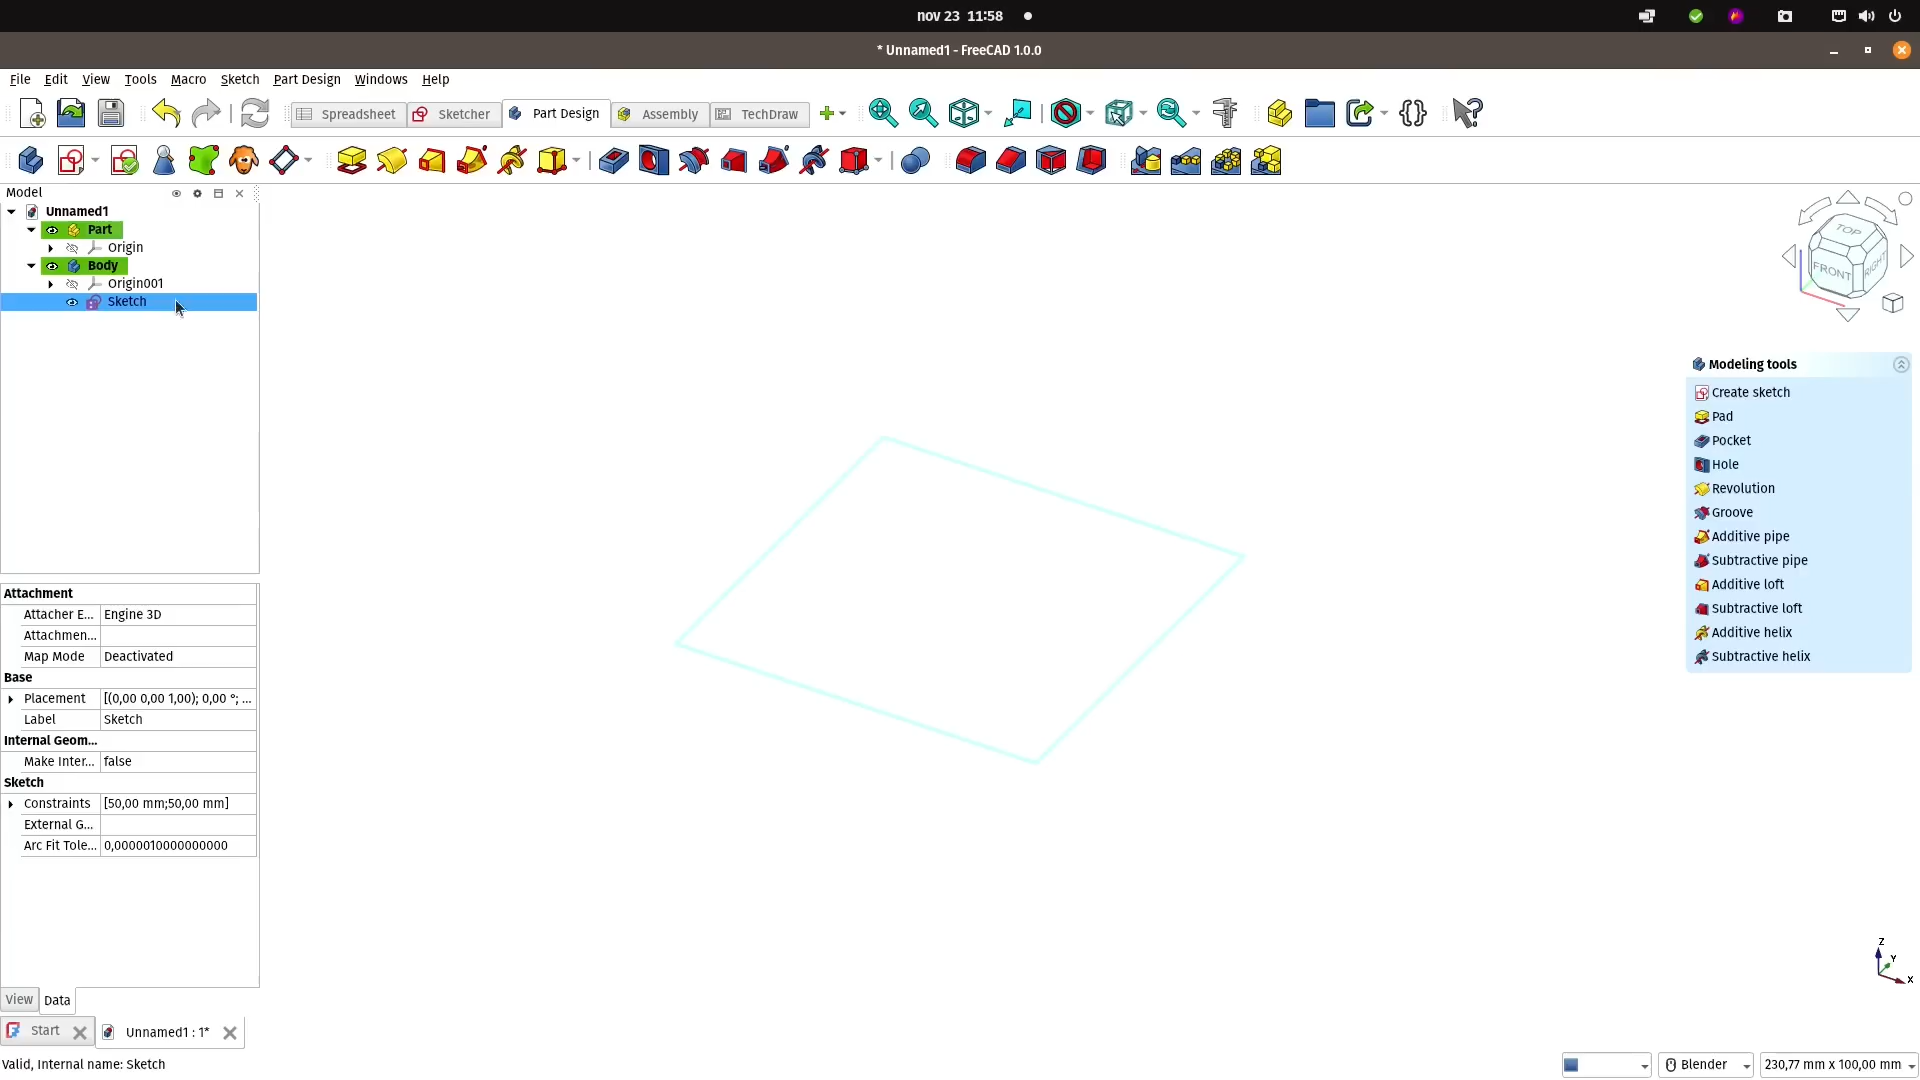 nov 23 11:58
* Unnamed1 - FreeCAD 1.0.0
File Edit View Tools Macro Sketch Part Design Windows Help
Spreadsheet Sketcher Part Design Assembly TechDraw
Model
Unnamed1
Part
Origin
Body
Origin001
Sketch
TOP
FRONT
RIGHT
Modeling tools
Create sketch
Pad
Pocket
Hole
Revolution
Groove
Additive pipe
Subtractive pipe
Additive loft
Subtractive loft
Additive helix
Subtractive helix
Attachment
Attacher E... Engine 3D
Attachmen...
Map Mode Deactivated
Base
Placement [(0,00 0,00 1,00); 0,00 °; ...
Label Sketch
Internal Geom...
Make Inter... false
Sketch
Constraints [50,00 mm;50,00 mm]
External G...
Arc Fit Tole... 0,0000010000000000
Z
Y
X
View Data
Start Unnamed1 : 1*
Valid, Internal name: Sketch
Blender 230,77 mm x 100,00 mm